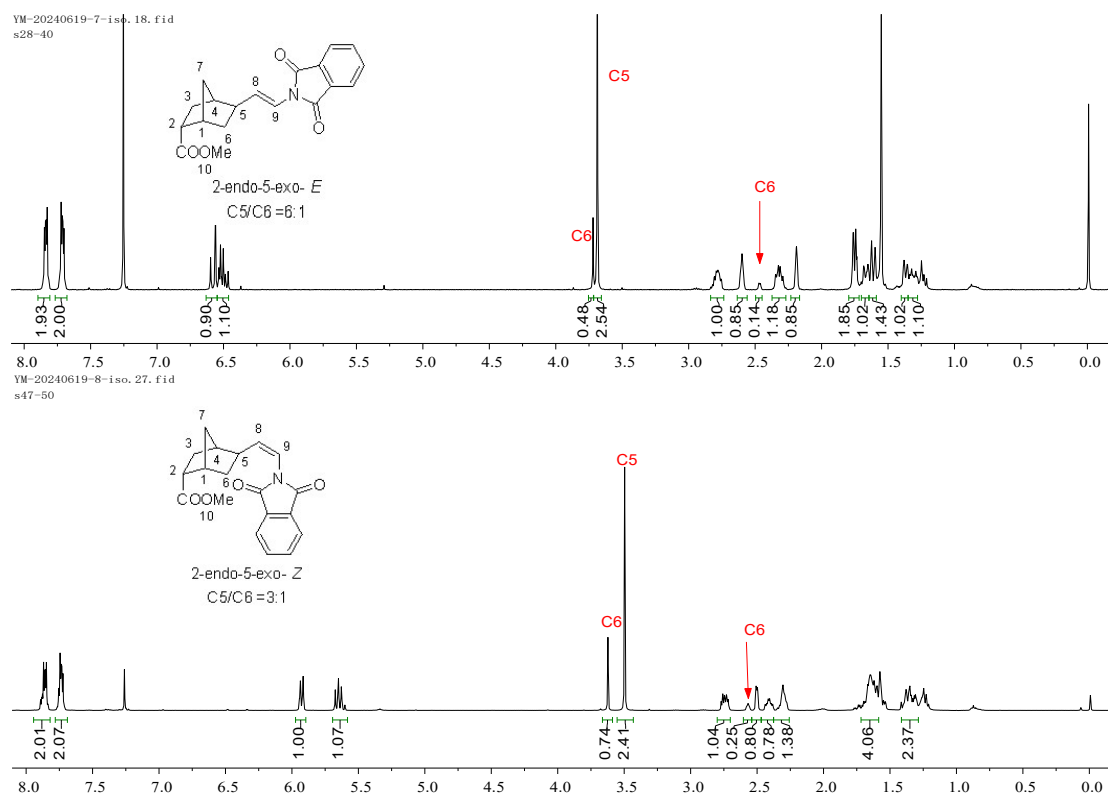 YM-20240619-7-iso.18.fid
s28-40
O
7
8
3
4
N
5
9
2
1
6
O
COOMe
10
2-endo-5-exo- E
C5/C6 =6:1
C5
C6
C6
1.93
2.00
0.90
1.10
0.48
2.54
1.00
0.85
0.14
1.18
0.85
1.85
1.02
1.43
1.02
1.10
8.0 7.5 7.0 6.5 6.0 5.5 5.0 4.5 4.0 3.5 3.0 2.5 2.0 1.5 1.0 0.0
YM-20240619-8-iso.27.fid
s47-50
7
8
3
9
4
5
2
1
6
N
O
O
COOMe
10
2-endo-5-exo- Z
C5/C6 =3:1
C5
C6
C6
2.01
2.07
1.00
1.07
0.74
2.41
1.04
0.25
0.80
0.78
1.38
4.06
2.37
8.0 7.5 7.0 6.5 6.0 5.5 5.0 4.5 4.0 3.5 3.0 2.5 2.0 1.5 1.0 0.0